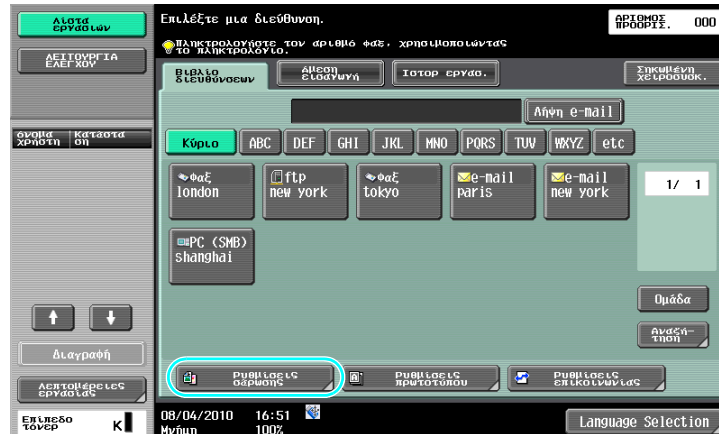 Λίστα
εργασιών
ΛΕΙΤΟΥΡΓΙΑ
ΕΛΕΓΧΟΥ
όνομα
χρήστη
Κατάστα
ση
Διαγραφή
Λεπτομέρειες
εργασίας
Επίπεδο
τόνερ
K
Επιλέξτε μια διεύθυνση.
ΑΡΙΘΜΟΣ
ΠΡΟΟΡΙΣ.
000
Πληκτρολογήστε τον αριθμό φαξ, χρησιμοποιώντας
το πληκτρολόγιο.
Βιβλίο
διευθύνσεων
Άμεση
εισαγωγή
Ιστορ εργασ.
Σηκωμένη
χειροσυσκ.
Λήψη e-mail
Κύριο
ABC
DEF
GHI
JKL
MNO
PQRS
TUV
WXYZ
etc
Φαξ
london
ftp
new york
Φαξ
tokyo
e-mail
paris
e-mail
new york
1/ 1
PC (SMB)
shanghai
Ομάδα
Αναζή-
τηση
Ρυθμίσεις
σάρωσης
Ρυθμίσεις
πρωτοτύπου
Ρυθμίσεις
επικοινωνίας
08/04/2010 16:51
Μνήμη 100%
Language Selection